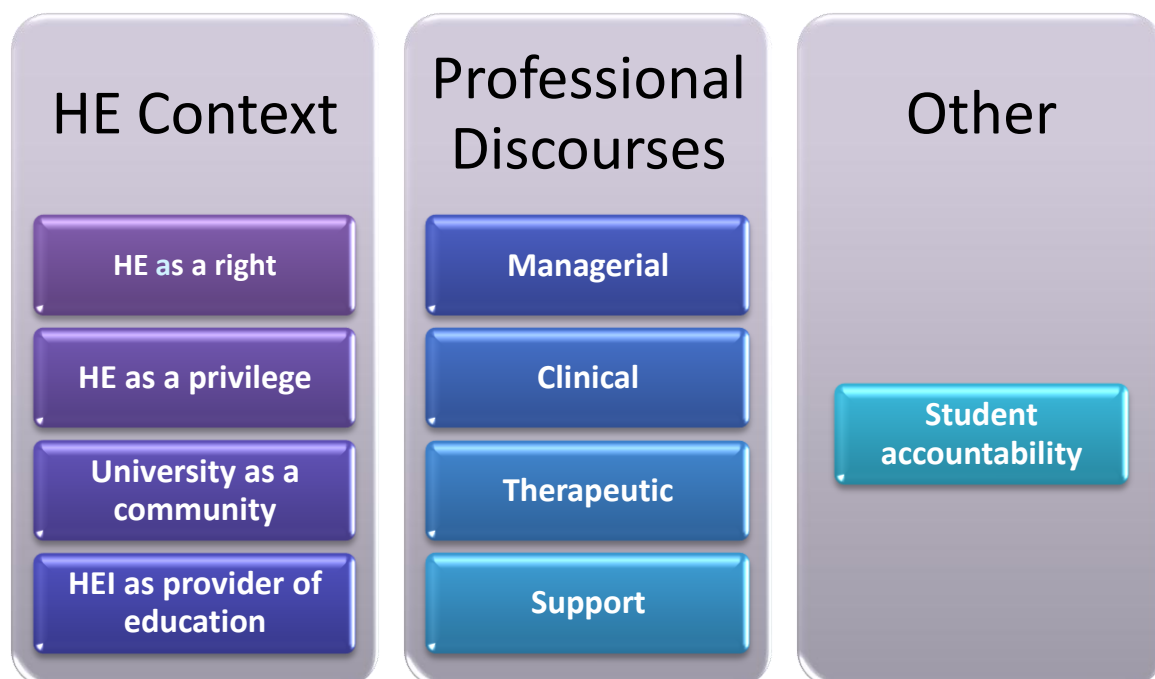 HE Context
HE as a right
HE as a privilege
University as a
community
HEI as provider of
education
Professional
Discourses
Managerial
Clinical
Therapeutic
Support
Other
Student
accountability